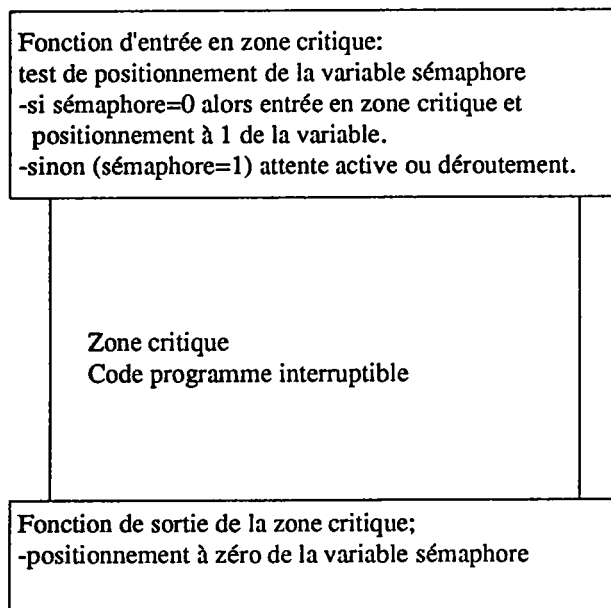 Fonction d'entrée en zone critique:
test de positionnement de la variable sémaphore
-si sémaphore=0 alors entrée en zone critique et
positionnement à 1 de la variable.
-sinon (sémaphore=1) attente active ou déroutement.
Zone critique
Code programme interruptible
Fonction de sortie de la zone critique;
-positionnement à zéro de la variable sémaphore